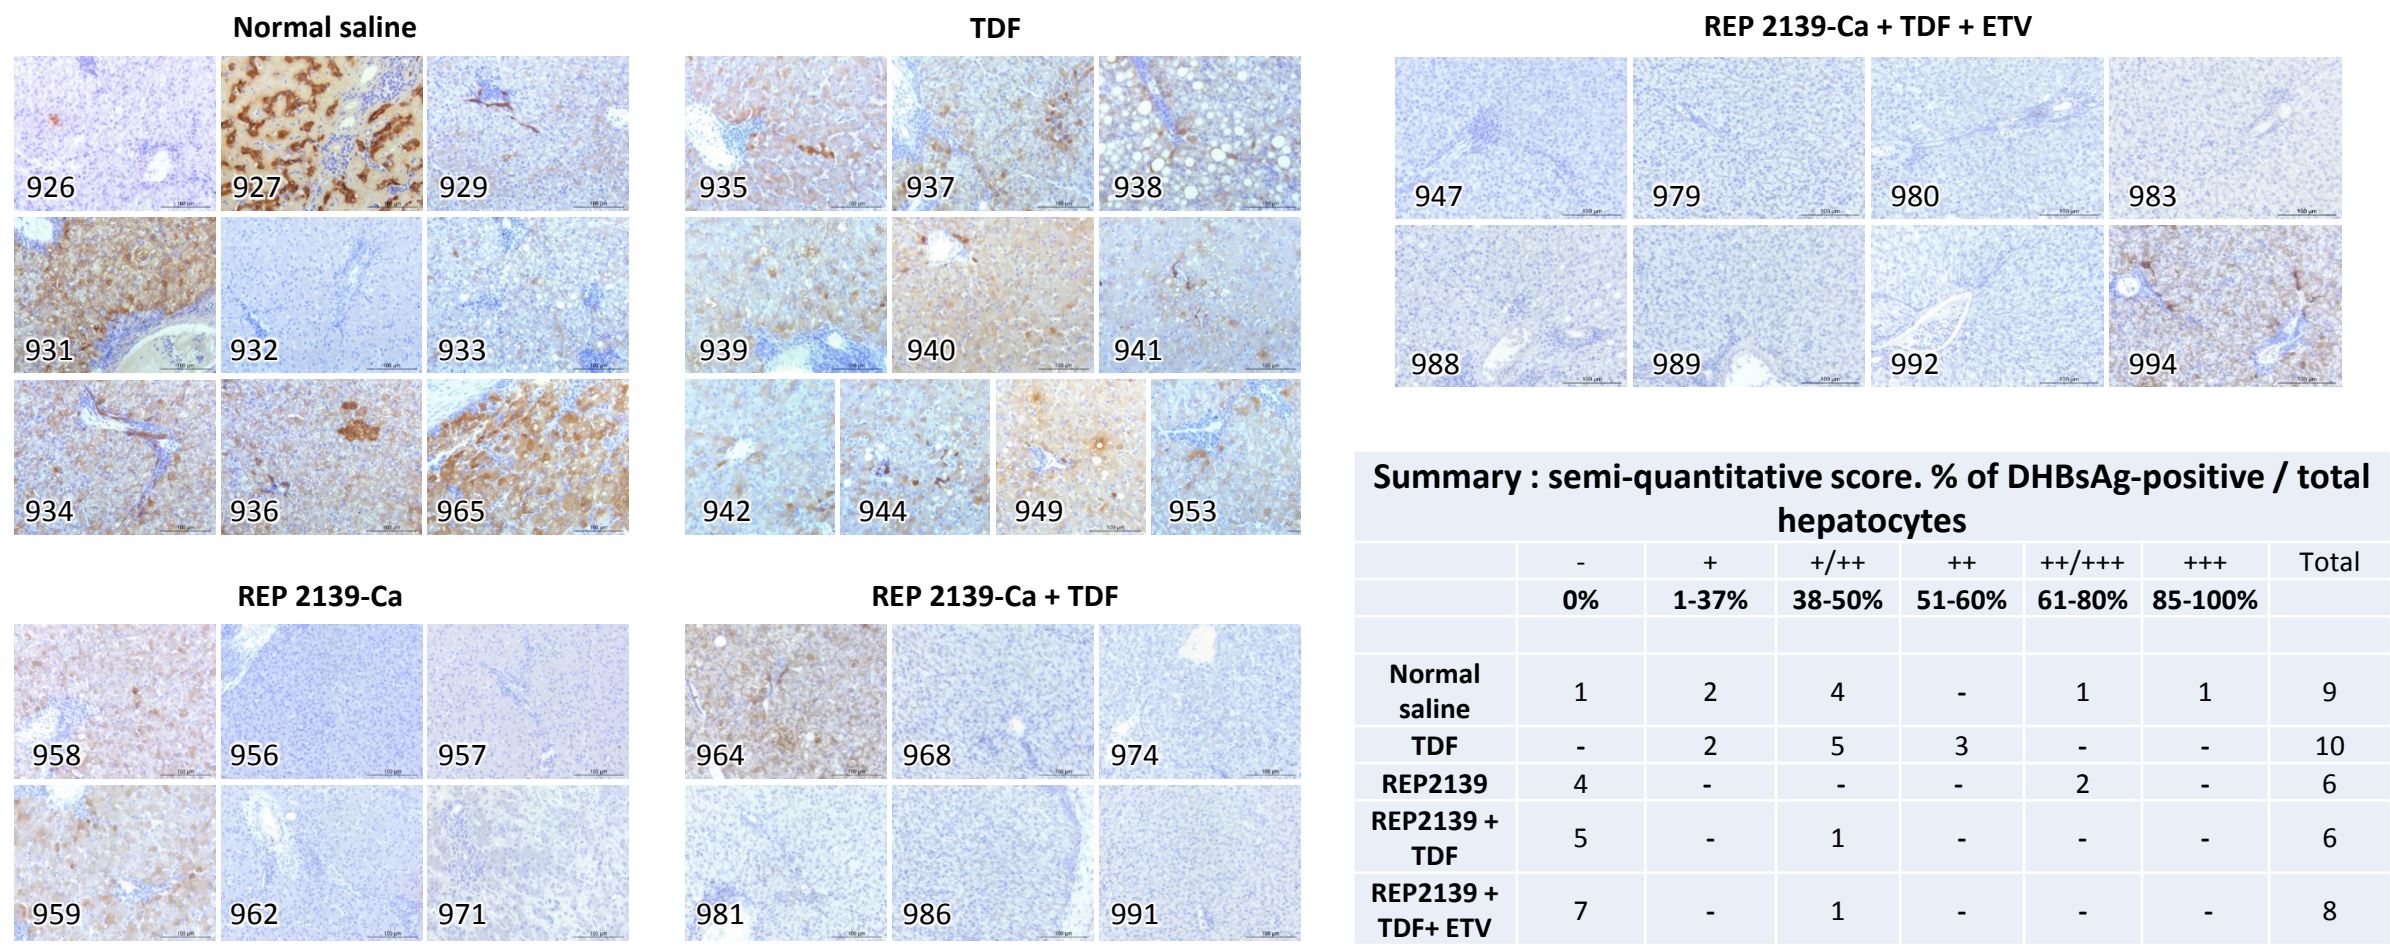 Normal saline
926 927 929
931 932 933
934 936 965
TDF
935 937 938
939 940 941
942 944 949 953
REP 2139-Ca + TDF + ETV
947 979 980 983
988 989 992 994
REP 2139-Ca
958 956 957
959 962 971
REP 2139-Ca + TDF
964 968 974
981 986 991
Summary : semi-quantitative score. % of DHBsAg-positive / total
hepatocytes
- + +/++ ++ ++/+++ +++ Total
0% 1-37% 38-50% 51-60% 61-80% 85-100%
Normal
saline 1 2 4 - 1 1 9
TDF - 2 5 3 - - 10
REP2139 4 - - - 2 - 6
REP2139 +
TDF 5 - 1 - - - 6
REP2139 +
TDF+ ETV 7 - 1 - - - 8